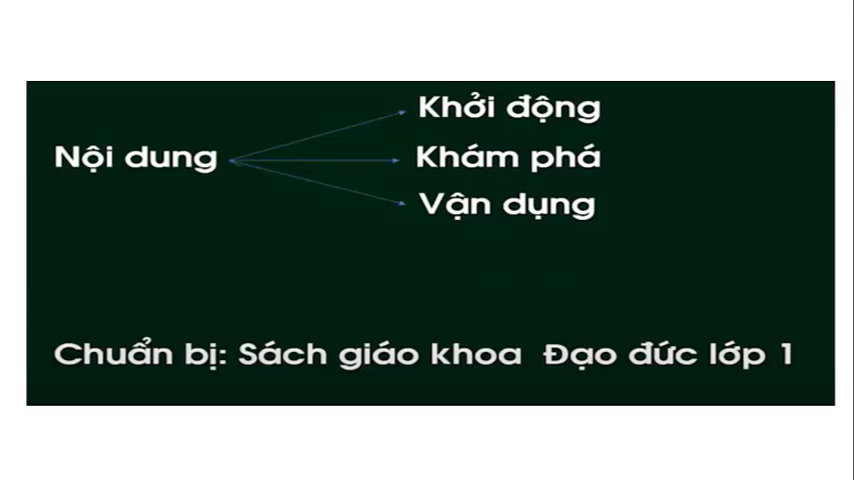 Khởi động
Nội dung
Khám phá
Vận dụng
Chuẩn bị: Sách giáo khoa Đạo đức lớp 1